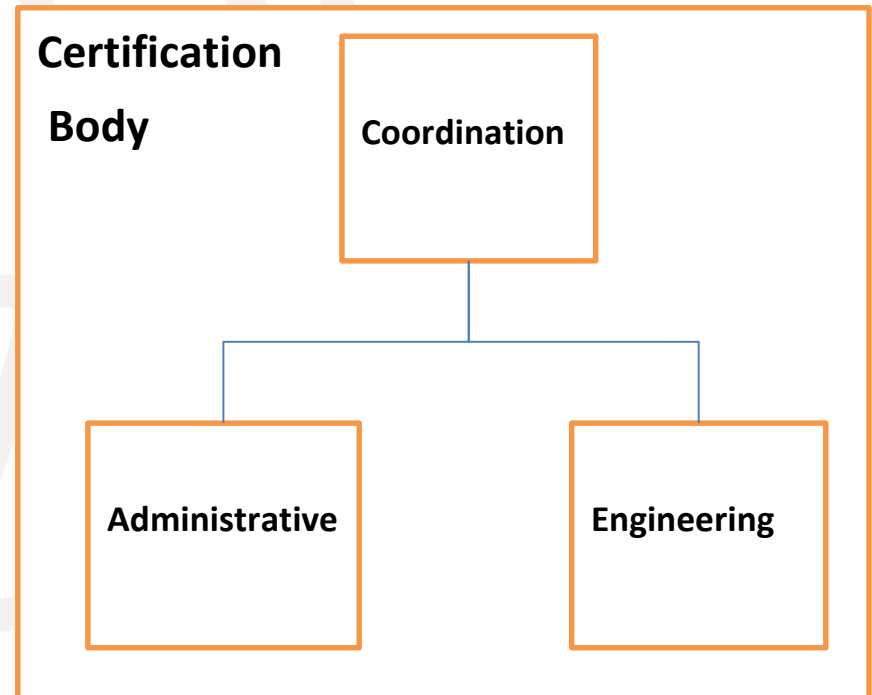 Certification
Body
Coordination
Administrative
Engineering